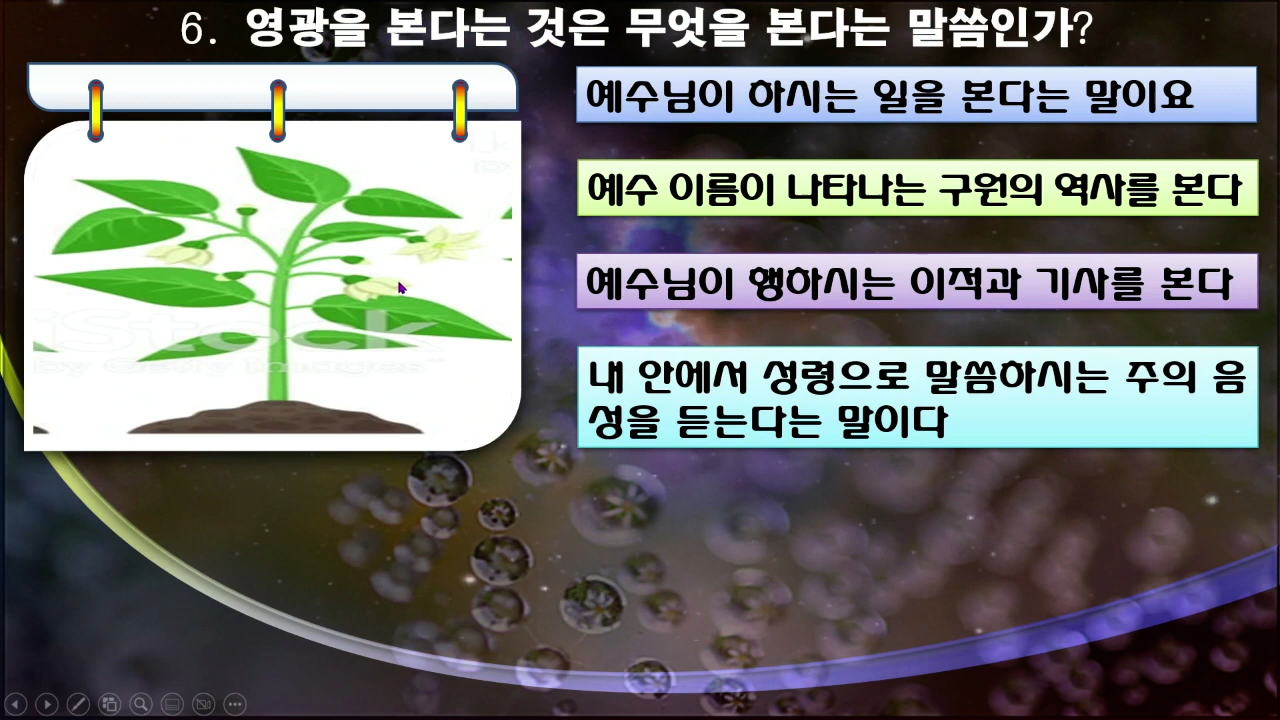 6. 영광을 본다는 것은 무엇을 본다는 말씀인가?
예수님이 하시는 일을 본다는 말이요
예수 이름이 나타나는 구원의 역사를 본다
예수님이 행하시는 이적과 기사를 본다
내 안에서 성령으로 말씀하시는 주의 음
성을 듣는다는 말이다
iStock
by Getty Images™